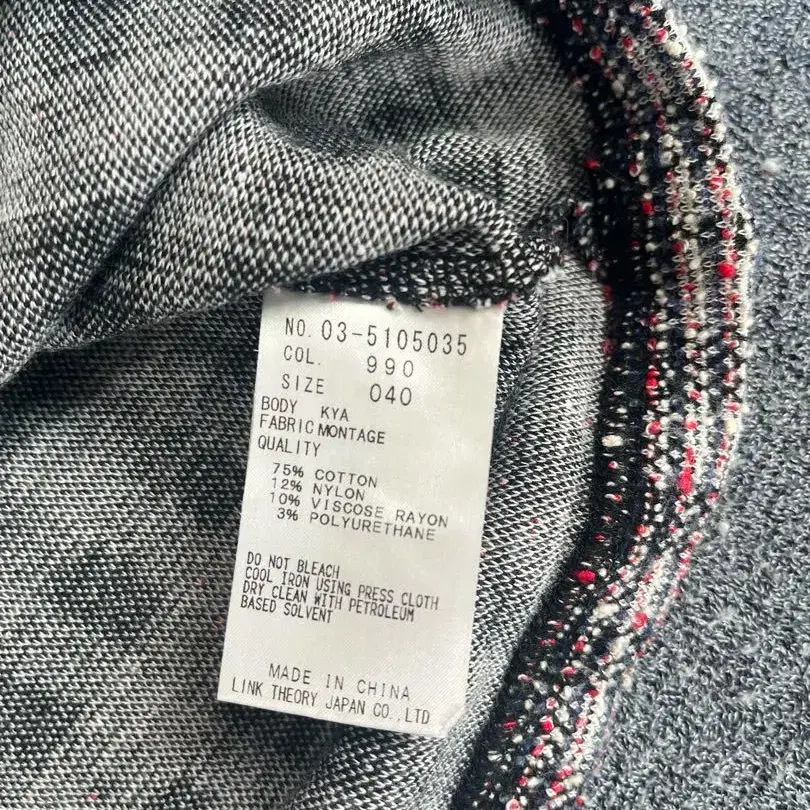 NO. 03-5105035
COL. 990
SIZE 040
BODY KYA
FABRIC MONTAGE
QUALITY
75% COTTON
12% NYLON
10% VISCOSE RAYON
3% POLYURETHANE
DO NOT BLEACH
COOL IRON USING PRESS CLOTH
DRY CLEAN WITH PETROLEUM
BASED SOLVENT
MADE IN CHINA
LINK THEORY JAPAN CO.,LTD